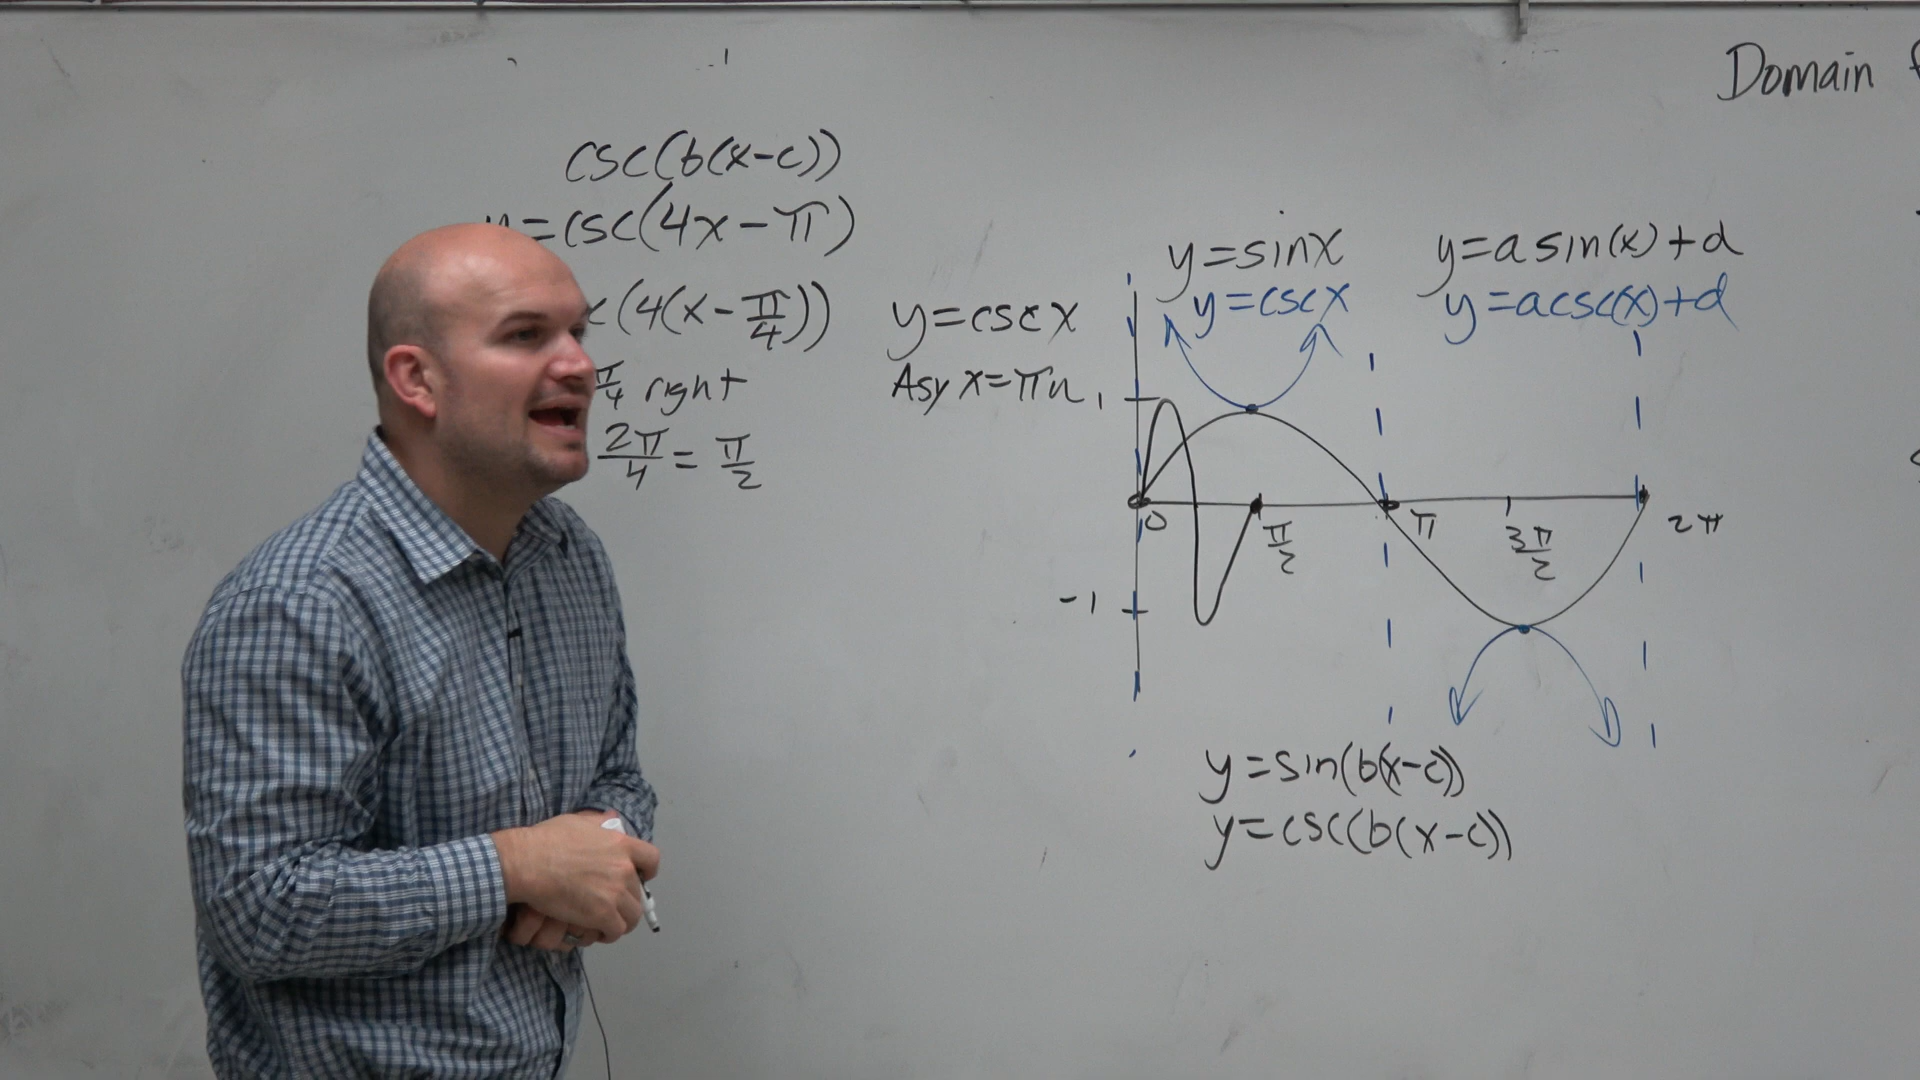 Domain
csc(b(x-c))
y=csc(4x-π)
c(4(x-π/4))
π/4 right
2π/4 = π/2
y=cscx
Asy x=πn
y=sinx
y=cscx
y=a sin(x)+d
y=acsc(x)+d
1
0
π/2
π
3π/2
2π
-1
y=sin(b(x-c))
y=csc(b(x-c))